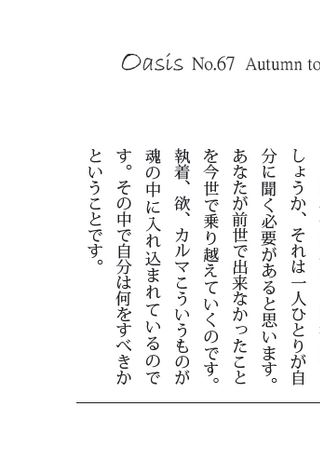 Oasis No.67 Autumn to
しょうか、それは一人ひとりが自
分に聞く必要があると思います。
あなたが前世で出来なかったこと
を今世で乗り越えていくのです。
執着、欲、カルマこういうものが
魂の中に入れ込まれているので
す。その中で自分は何をすべきか
ということです。